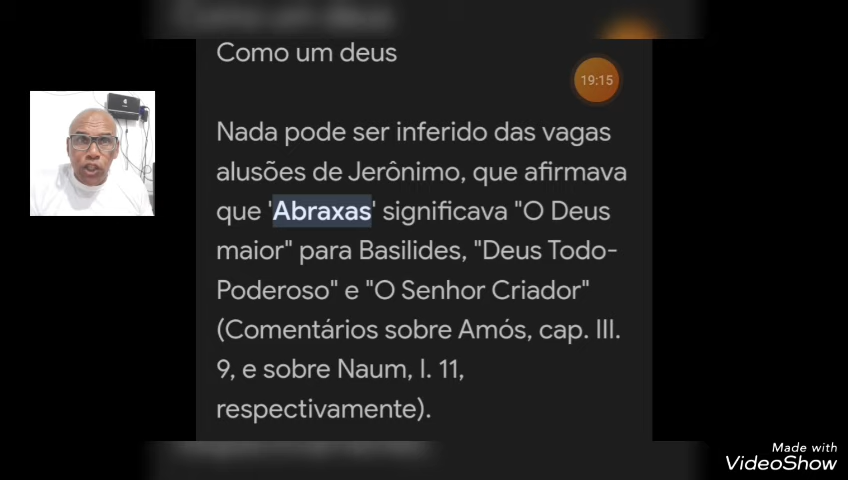 Como um deus
19:15
Nada pode ser inferido das vagas
alusões de Jerônimo, que afirmava
que 'Abraxas' significava "O Deus
maior" para Basilides, "Deus Todo-
Poderoso" e "O Senhor Criador"
(Comentários sobre Amós, cap. III.
9, e sobre Naum, I. 11,
respectivamente).
Made with
VideoShow